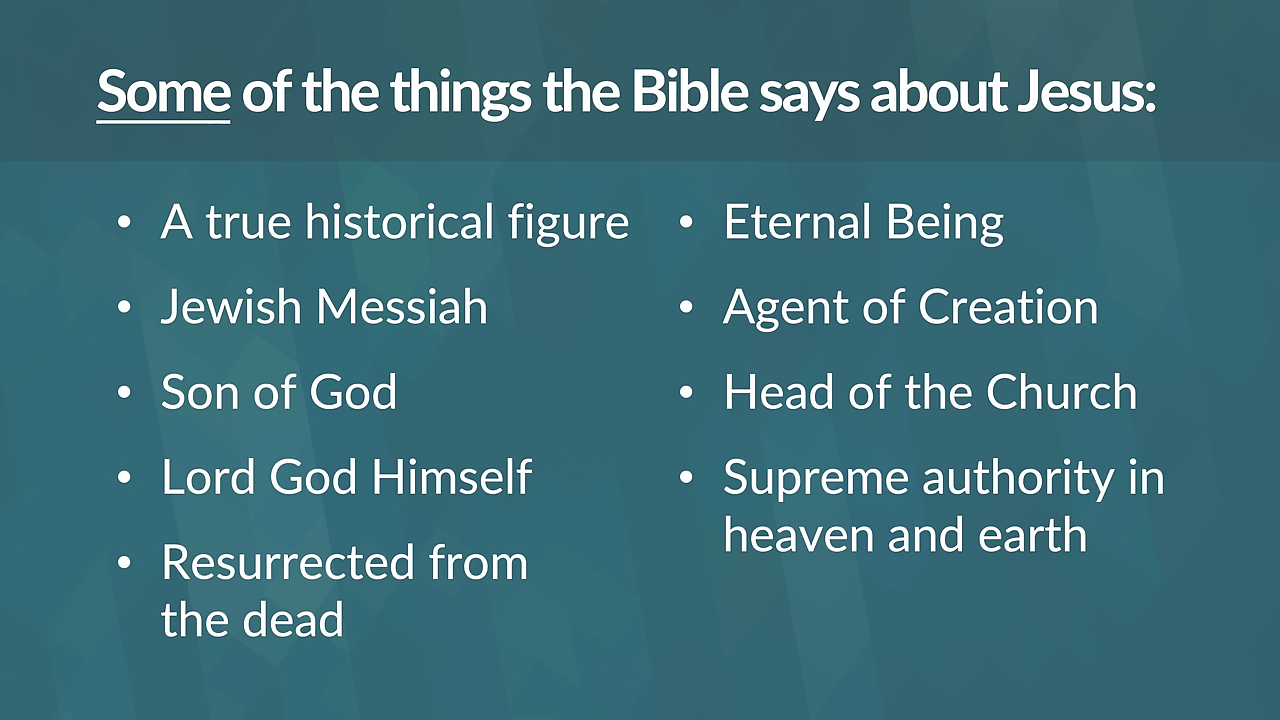 Some of the things the Bible says about Jesus:
• A true historical figure
• Jewish Messiah
• Son of God
• Lord God Himself
• Resurrected from
the dead
• Eternal Being
• Agent of Creation
• Head of the Church
• Supreme authority in
heaven and earth